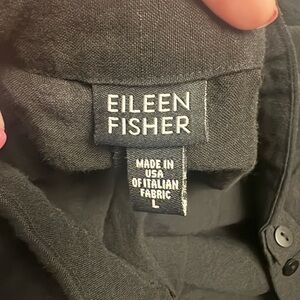 EILEEN
FISHER
MADE IN
USA
OF ITALIAN
FABRIC
L